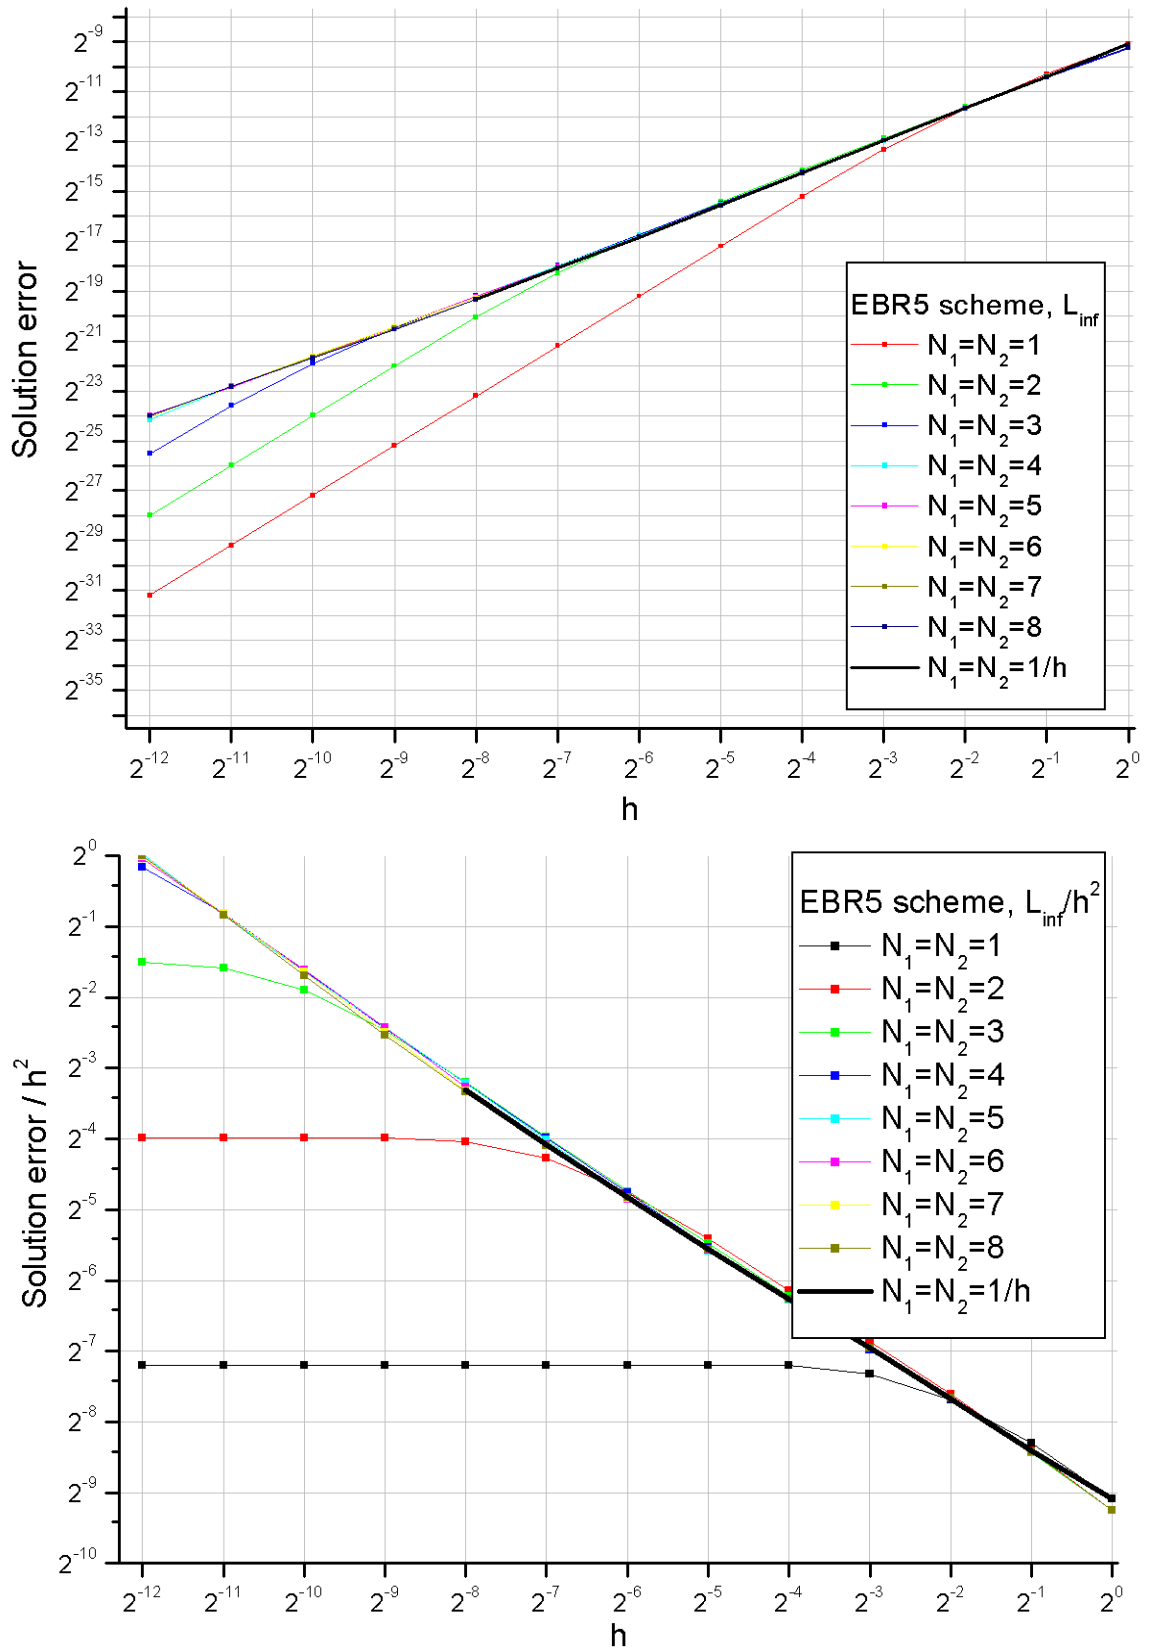 2^-9
2^-11
2^-13
2^-15
2^-17
2^-19
2^-21
2^-23
2^-25
2^-27
2^-29
2^-31
2^-33
2^-35
Solution error
EBR5 scheme, L_inf
N_1=N_2=1
N_1=N_2=2
N_1=N_2=3
N_1=N_2=4
N_1=N_2=5
N_1=N_2=6
N_1=N_2=7
N_1=N_2=8
N_1=N_2=1/h
2^-12 2^-11 2^-10 2^-9 2^-8 2^-7 2^-6 2^-5 2^-4 2^-3 2^-2 2^-1 2^0
h
2^0
2^-1
2^-2
2^-3
2^-4
2^-5
2^-6
2^-7
2^-8
2^-9
2^-10
Solution error / h^2
EBR5 scheme, L_inf/h^2
N_1=N_2=1
N_1=N_2=2
N_1=N_2=3
N_1=N_2=4
N_1=N_2=5
N_1=N_2=6
N_1=N_2=7
N_1=N_2=8
N_1=N_2=1/h
2^-12 2^-11 2^-10 2^-9 2^-8 2^-7 2^-6 2^-5 2^-4 2^-3 2^-2 2^-1 2^0
h